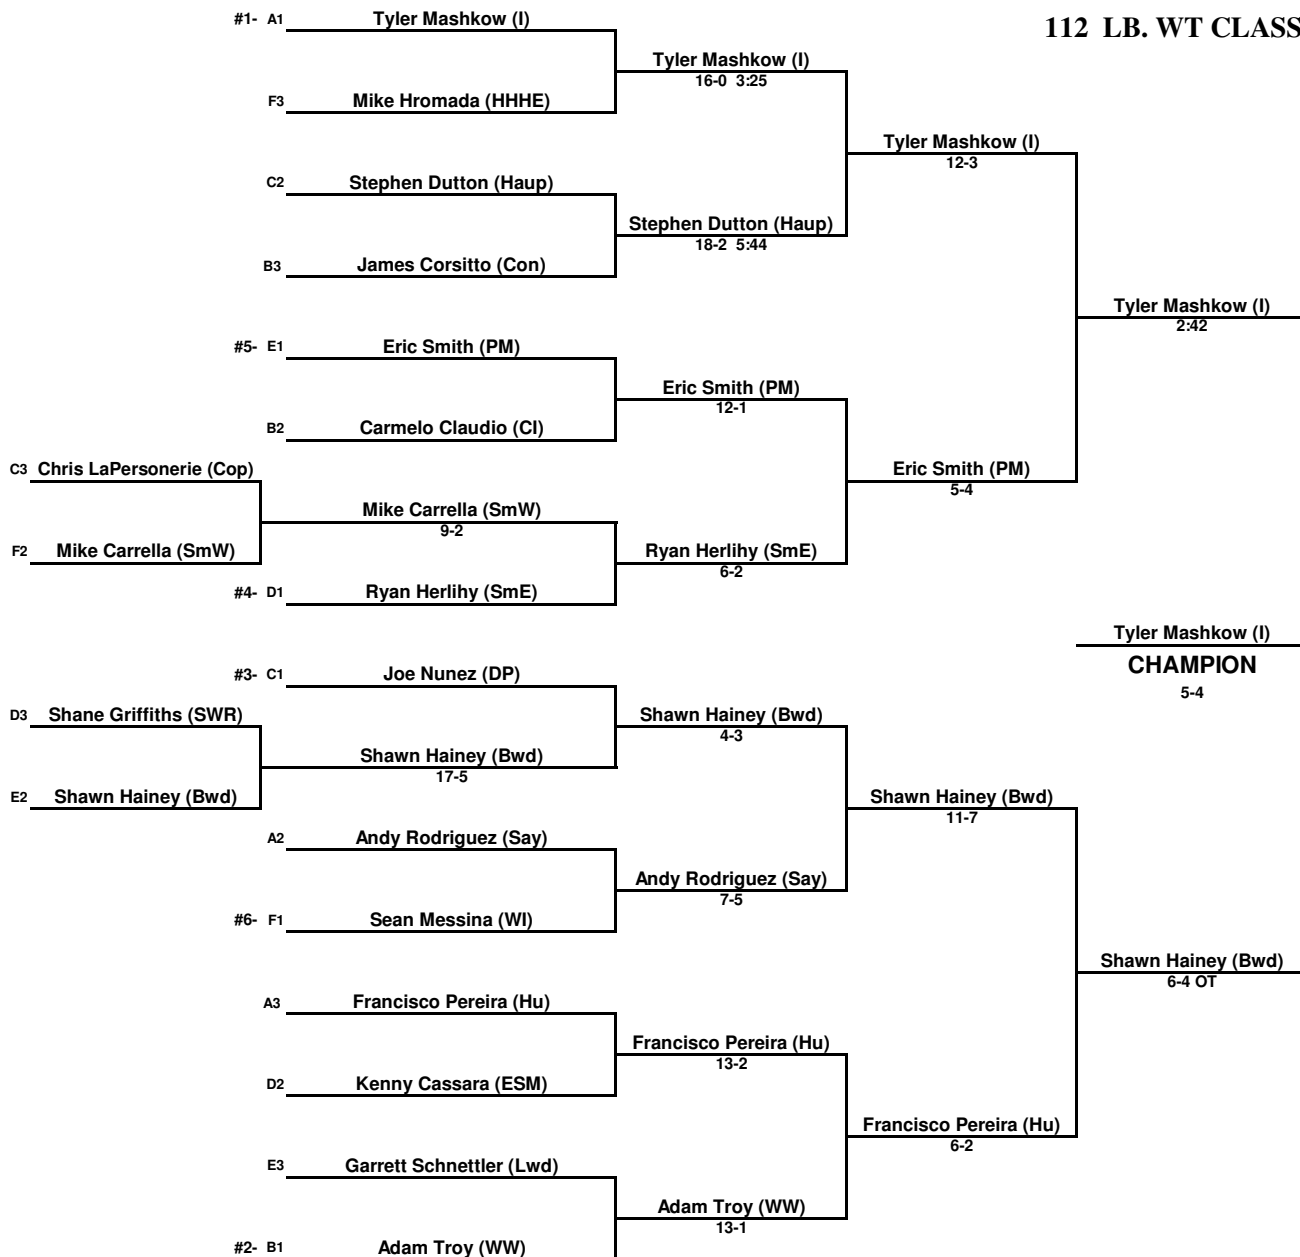 #1- A1 Tyler Mashkow (I)
112 LB. WT CLASS
Tyler Mashkow (I)
16-0 3:25
F3 Mike Hromada (HHHE)
Tyler Mashkow (I)
12-3
C2 Stephen Dutton (Haup)
Stephen Dutton (Haup)
18-2 5:44
B3 James Corsitto (Con)
Tyler Mashkow (I)
2:42
#5- E1 Eric Smith (PM)
Eric Smith (PM)
12-1
B2 Carmelo Claudio (CI)
C3 Chris LaPersonerie (Cop)
Eric Smith (PM)
5-4
Mike Carrella (SmW)
9-2
F2 Mike Carrella (SmW)
Ryan Herlihy (SmE)
6-2
#4- D1 Ryan Herlihy (SmE)
Tyler Mashkow (I)
CHAMPION
5-4
#3- C1 Joe Nunez (DP)
D3 Shane Griffiths (SWR)
Shawn Hainey (Bwd)
4-3
Shawn Hainey (Bwd)
17-5
E2 Shawn Hainey (Bwd)
Shawn Hainey (Bwd)
11-7
A2 Andy Rodriguez (Say)
Andy Rodriguez (Say)
7-5
#6- F1 Sean Messina (WI)
Shawn Hainey (Bwd)
6-4 OT
A3 Francisco Pereira (Hu)
Francisco Pereira (Hu)
13-2
D2 Kenny Cassara (ESM)
Francisco Pereira (Hu)
6-2
E3 Garrett Schnettler (Lwd)
Adam Troy (WW)
13-1
#2- B1 Adam Troy (WW)